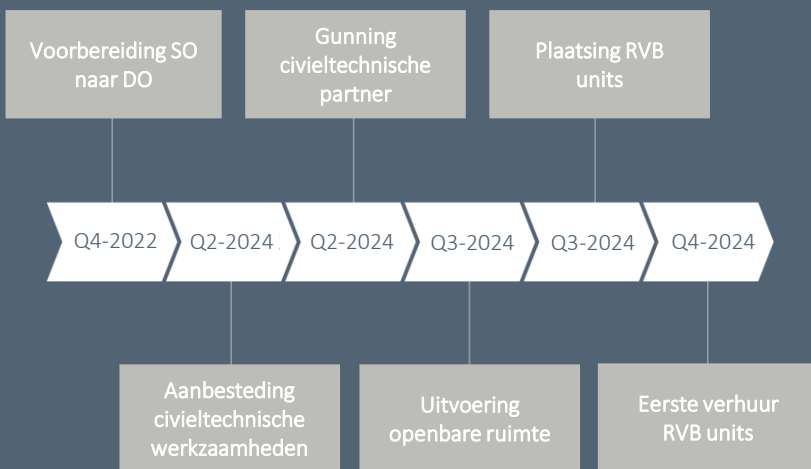 Voorbereiding SO
naar DO
Gunning
civieltechnische
partner
Plaatsing RVB
units
Q4-2022
Q2-2024
Q2-2024
Q3-2024
Q3-2024
Q4-2024
Aanbesteding
civieltechnische
werkzaamheden
Uitvoering
openbare ruimte
Eerste verhuur
RVB units